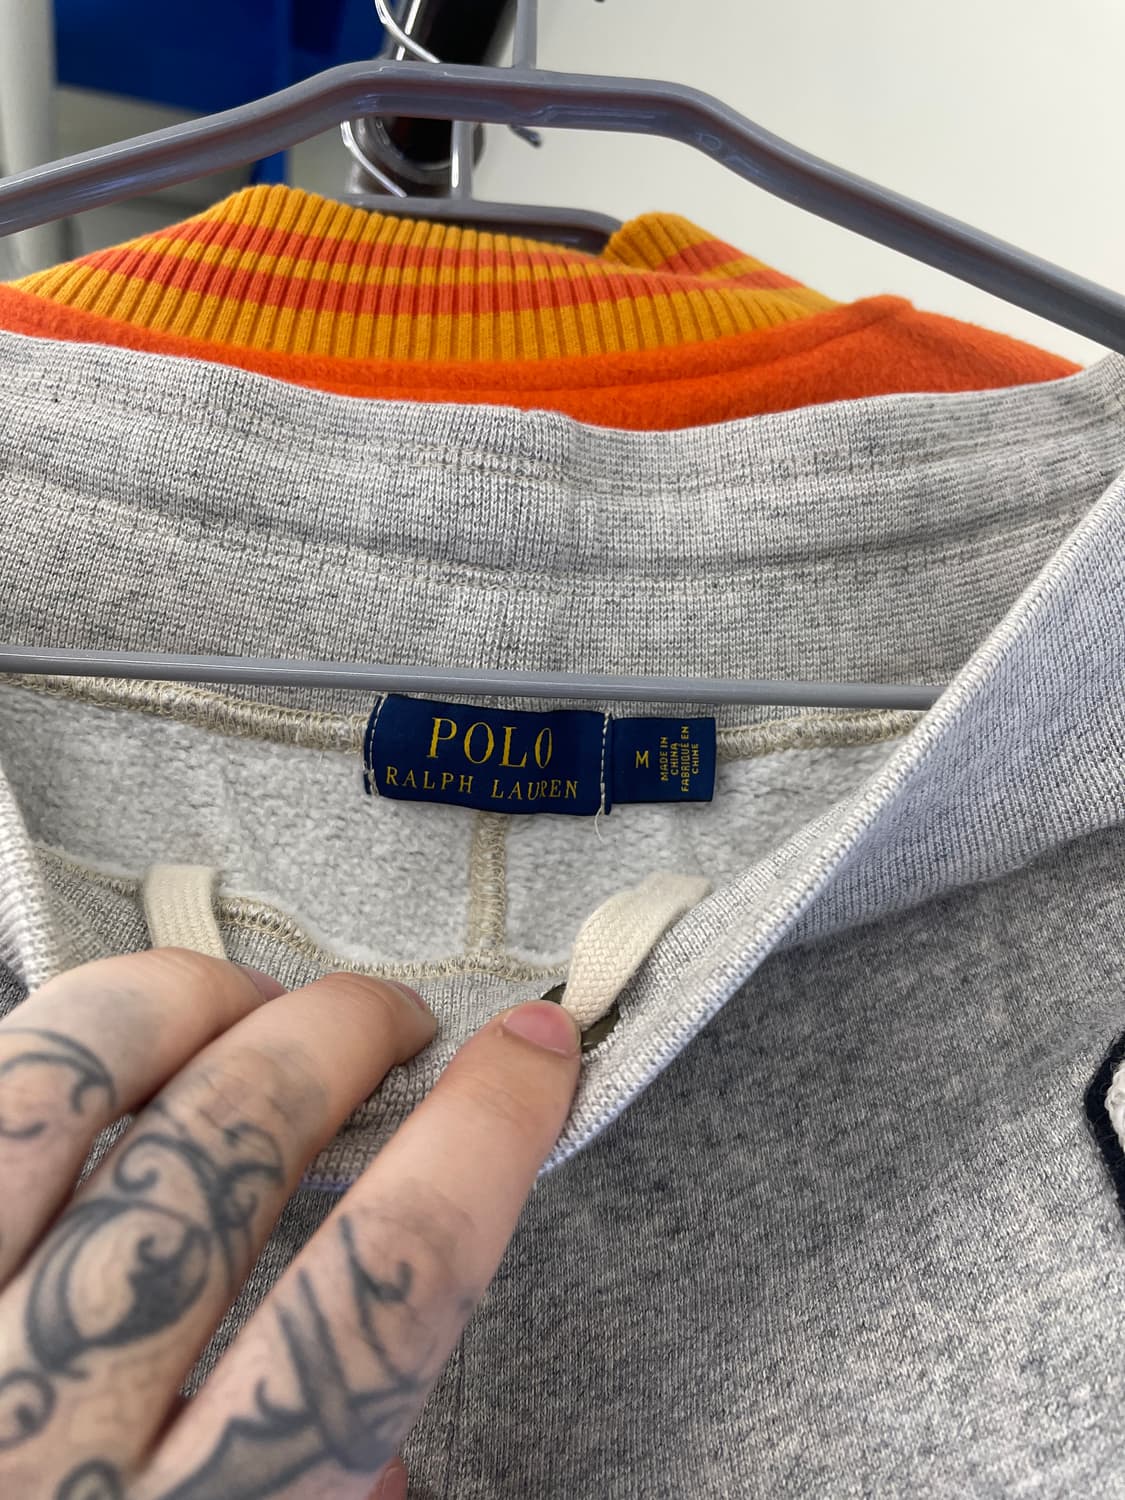 POLO
RALPH LAUREN
M
MADE IN
CHINA
FABRIQUÉ EN
CHINE